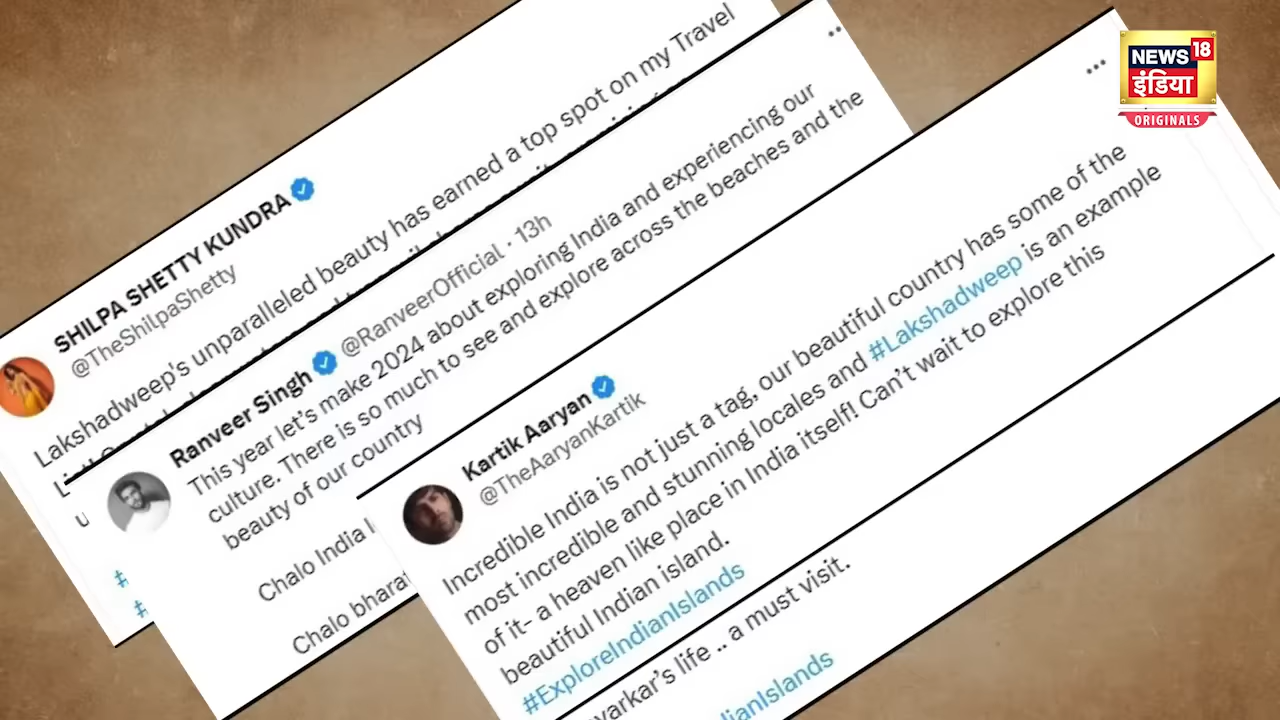 NEWS 18
इंडिया
ORIGINALS
SHILPA SHETTY KUNDRA
@TheShilpaShetty
Lakshadweep's unparalleled beauty has earned a top spot on my Travel
Ranveer Singh @RanveerOfficial · 13h
This year let's make 2024 about exploring India and experiencing our
culture. There is so much to see and explore across the beaches and the
beauty of our country
Chalo India
Chalo bharat
Kartik Aaryan
@TheAaryanKartik
Incredible India is not just a tag, our beautiful country has some of the
most incredible and stunning locales and #Lakshadweep is an example
of it- a heaven like place in India itself! Can't wait to explore this
beautiful Indian island.
#ExploreIndianIslands
varkar's life .. a must visit.
dianIslands